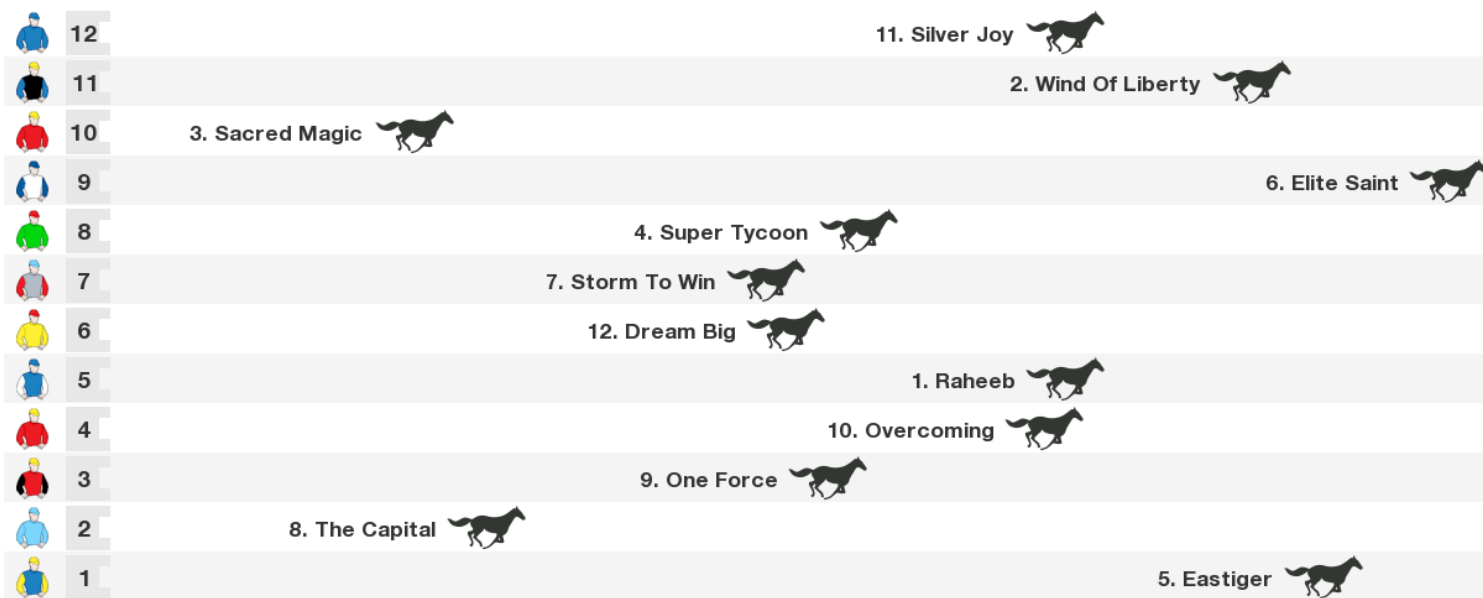 12 11. Silver Joy
11 2. Wind Of Liberty
10 3. Sacred Magic
9 6. Elite Saint
8 4. Super Tycoon
7 7. Storm To Win
6 12. Dream Big
5 1. Raheeb
4 10. Overcoming
3 9. One Force
2 8. The Capital
1 5. Eastiger